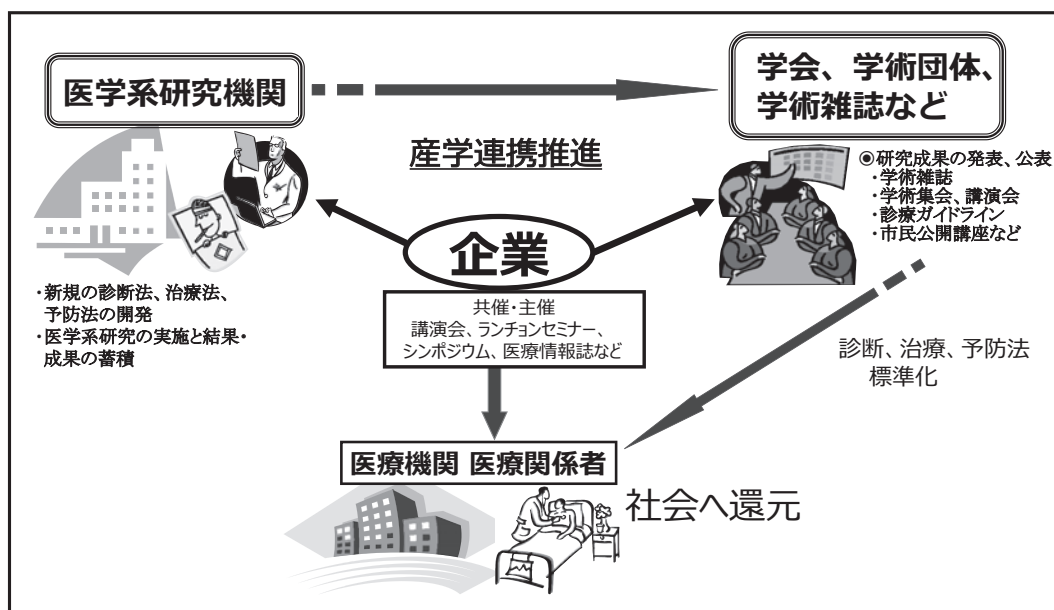 医学系研究機関
学会、学術団体、
学術雑誌など
産学連携推進
◉研究成果の発表、公表
・学術雑誌
・学術集会、講演会
・診療ガイドライン
・市民公開講座など
企業
・新規の診断法、治療法、
予防法の開発
・医学系研究の実施と結果・
成果の蓄積
共催・主催
講演会、ランチョンセミナー、
シンポジウム、医療情報誌など
診断、治療、予防法
標準化
医療機関 医療関係者
社会へ還元